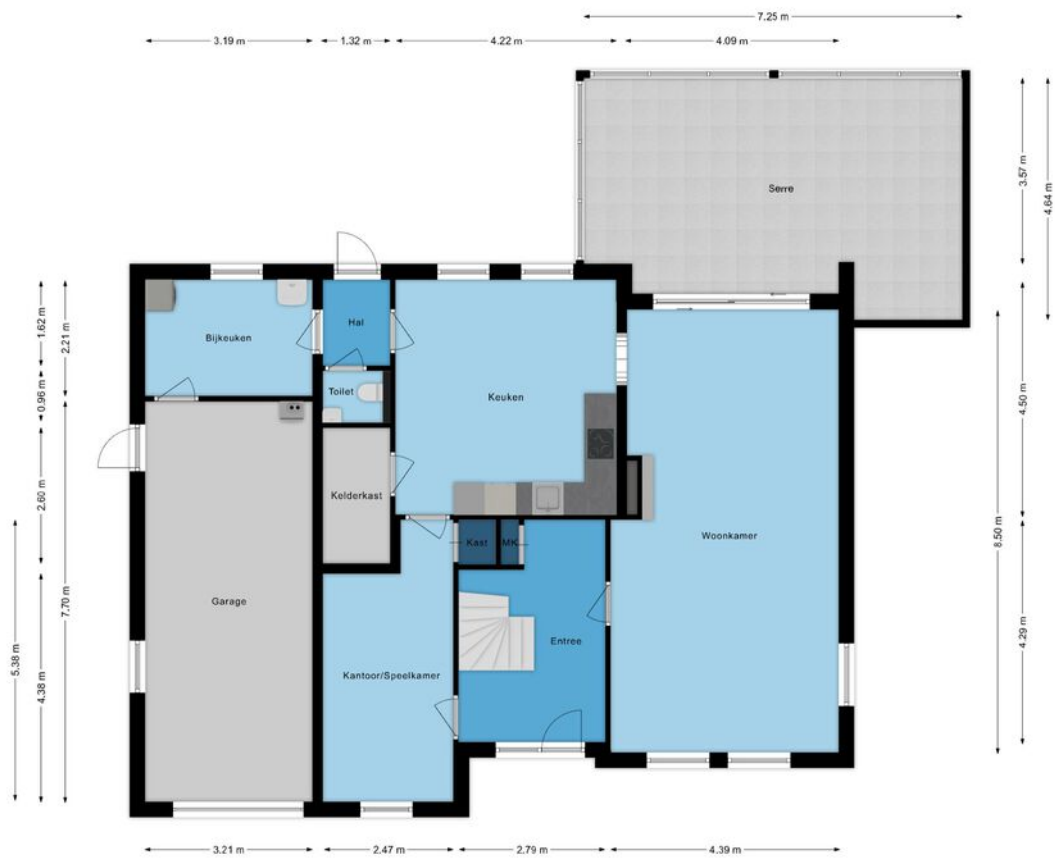 7.25 m
3.19 m
1.32 m
4.22 m
4.09 m
3.57 m
4.64 m
Serre
1.62 m
2.21 m
Hal
Bijkeuken
Toilet
Keuken
0.96 m
4.50 m
2.60 m
Kelderkast
Woonkamer
Kast
MK
8.50 m
Garage
7.70 m
5.38 m
4.38 m
Entree
4.29 m
Kantoor/Speelkamer
3.21 m
2.47 m
2.79 m
4.39 m